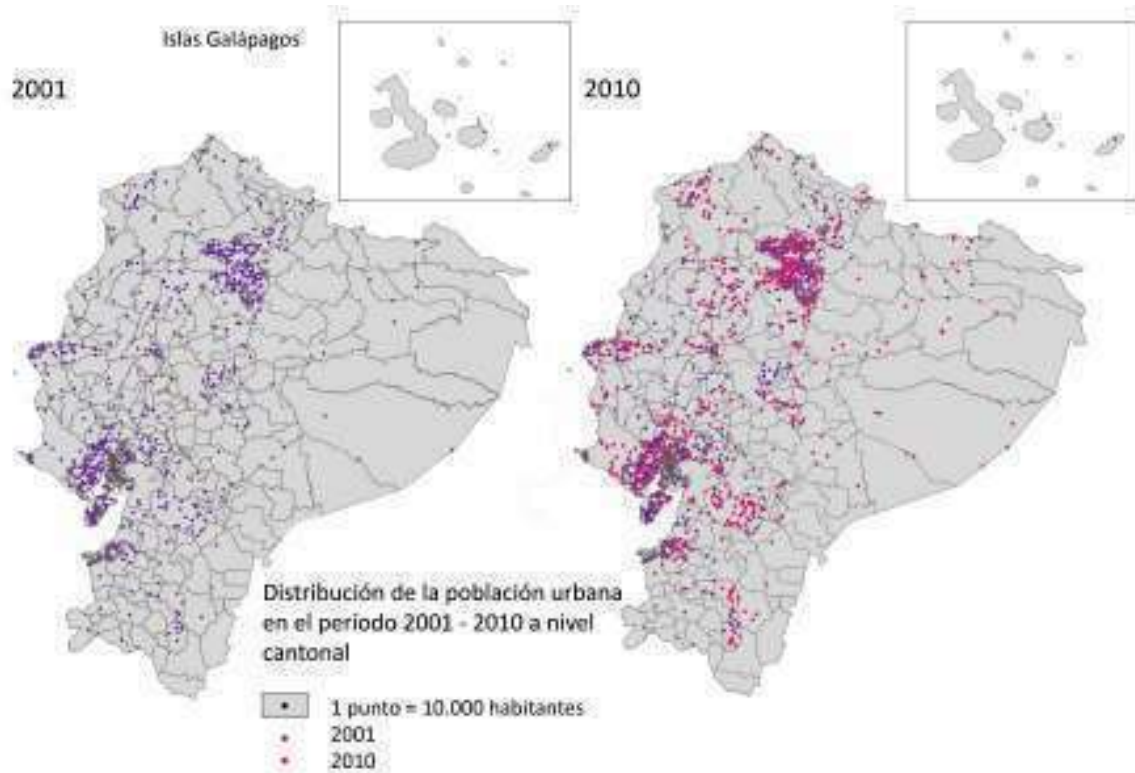 Islas Galápagos
2001
2010
Distribución de la población urbana
en el periodo 2001 - 2010 a nivel
cantonal
1 punto = 10.000 habitantes
2001
2010